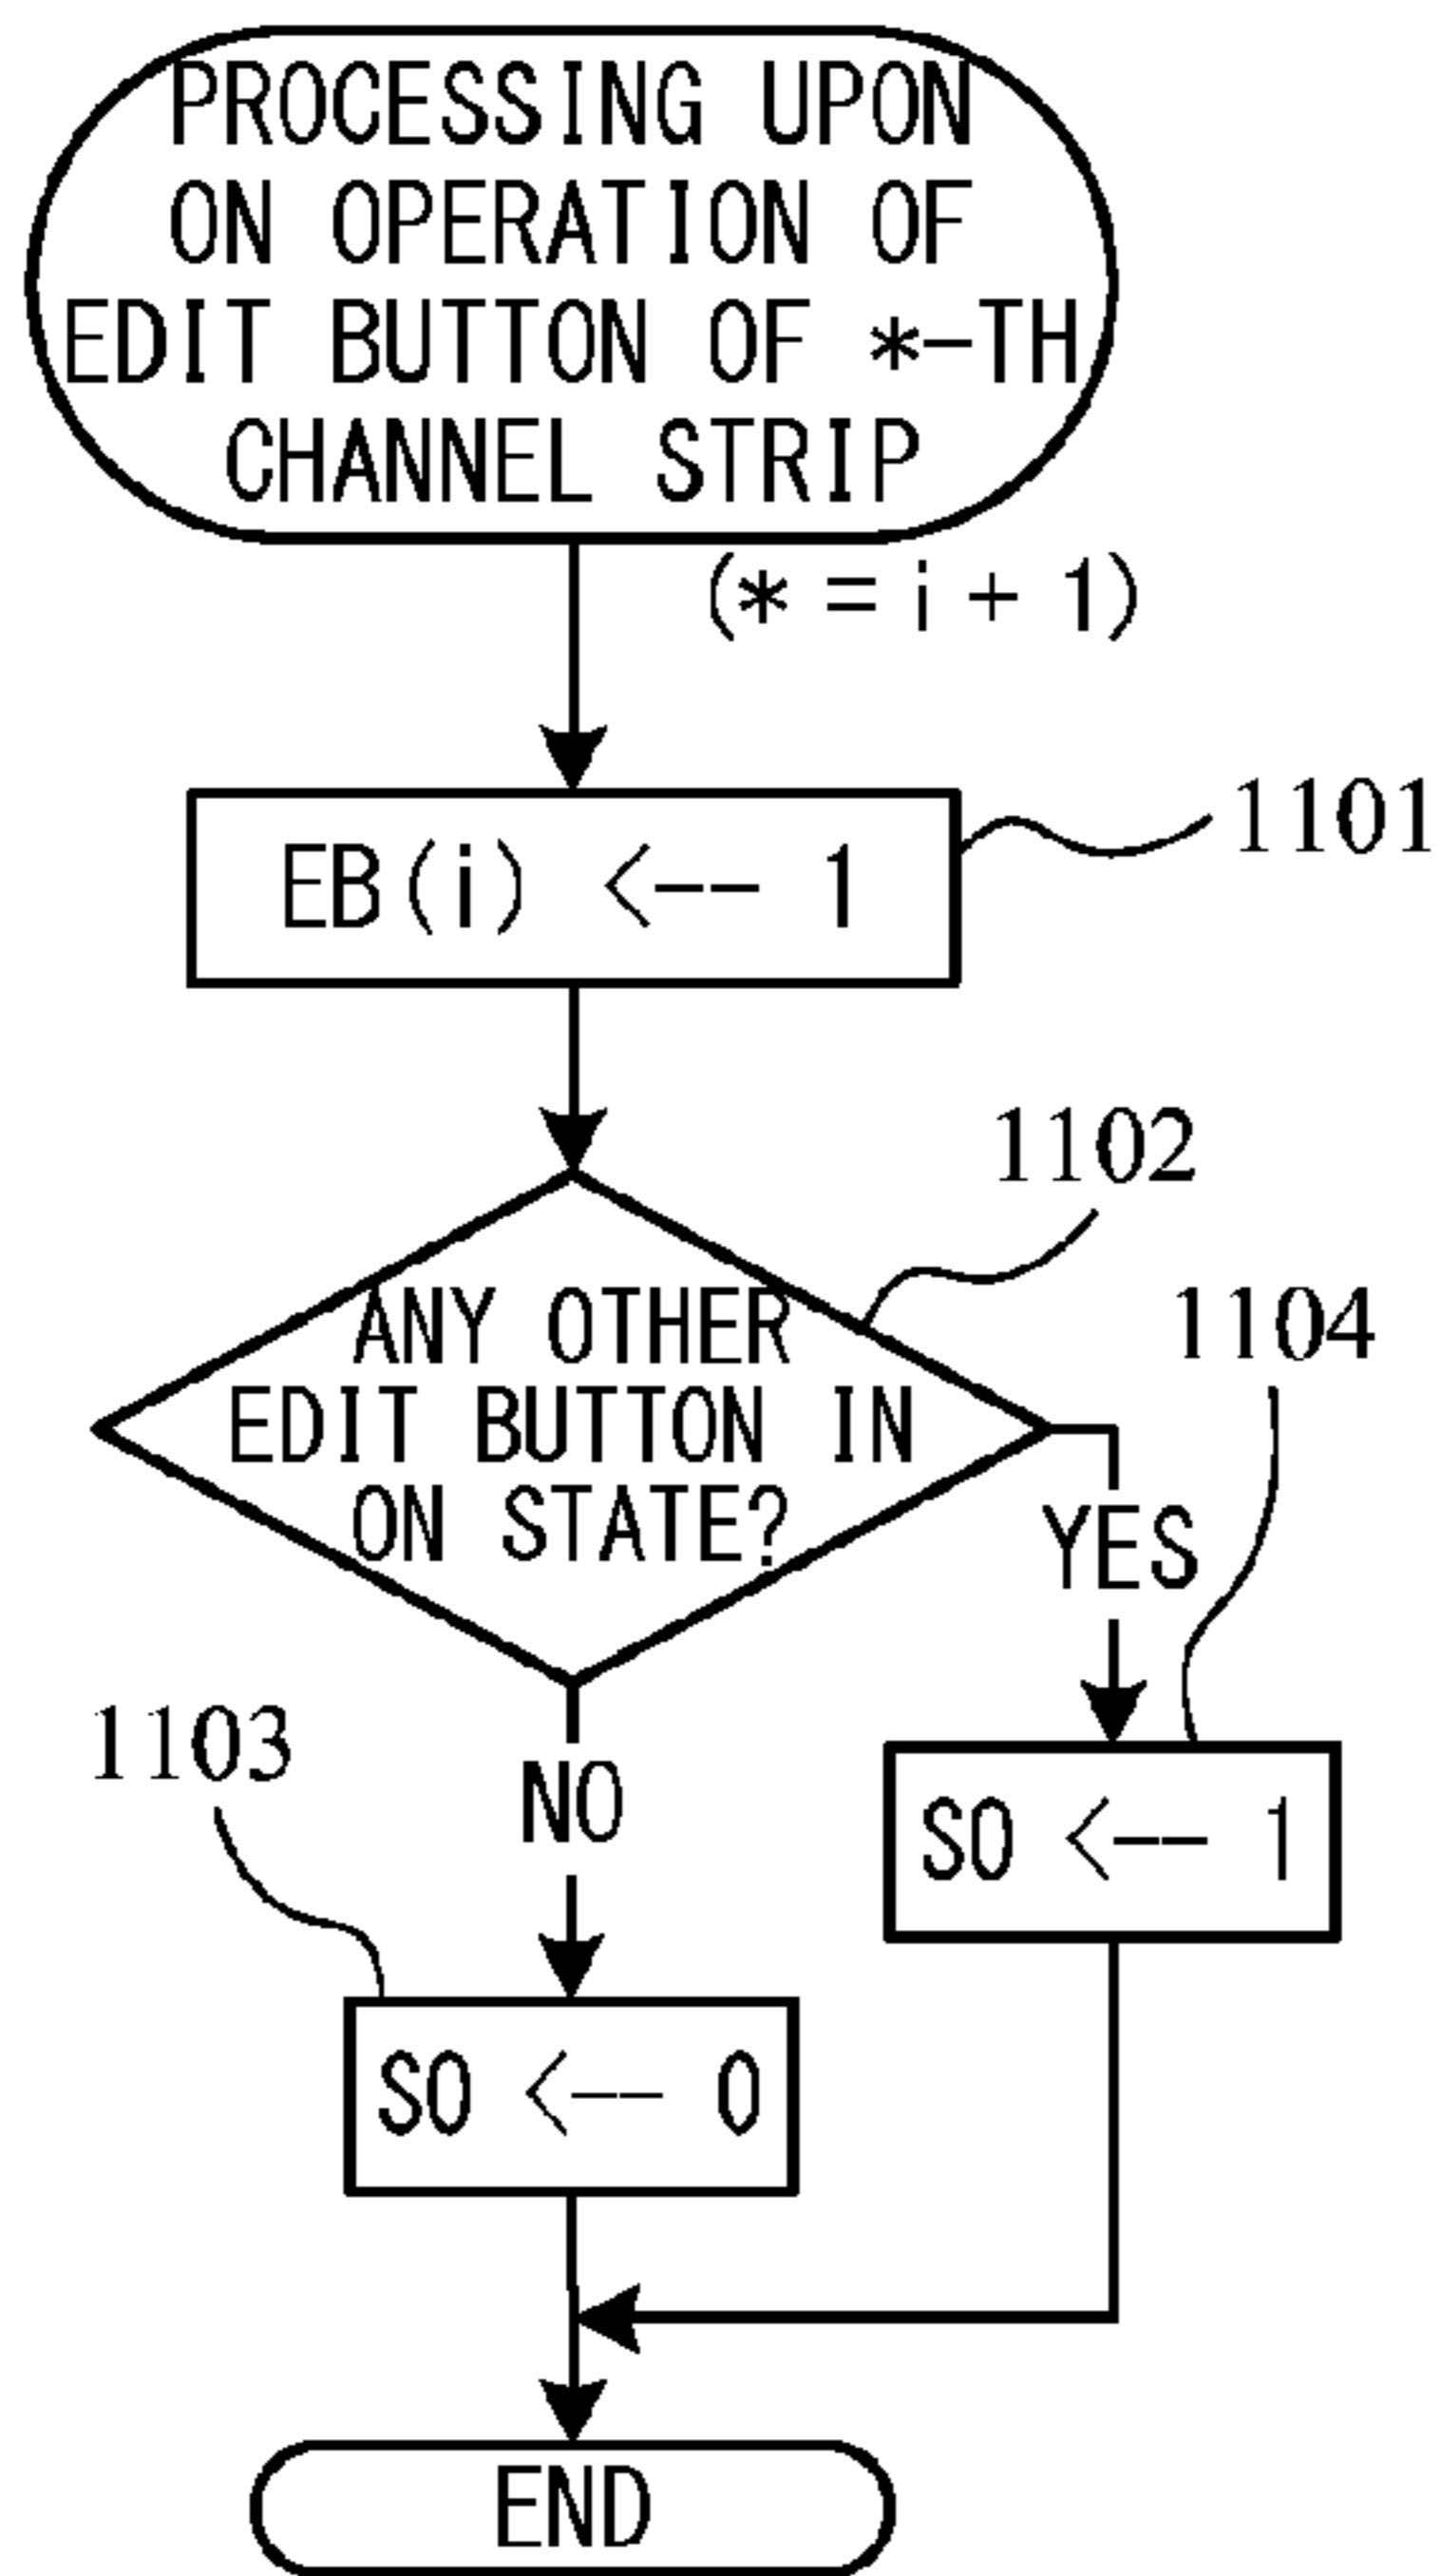 PROCESSING UPON
ON OPERATION OF
EDIT BUTTON OF *-TH
CHANNEL STRIP
(* = i + 1)
1101
EB(i) <-- 1
1102
ANY OTHER
EDIT BUTTON IN
ON STATE?
1104
YES
1103
NO
SO <-- 1
SO <-- 0
END